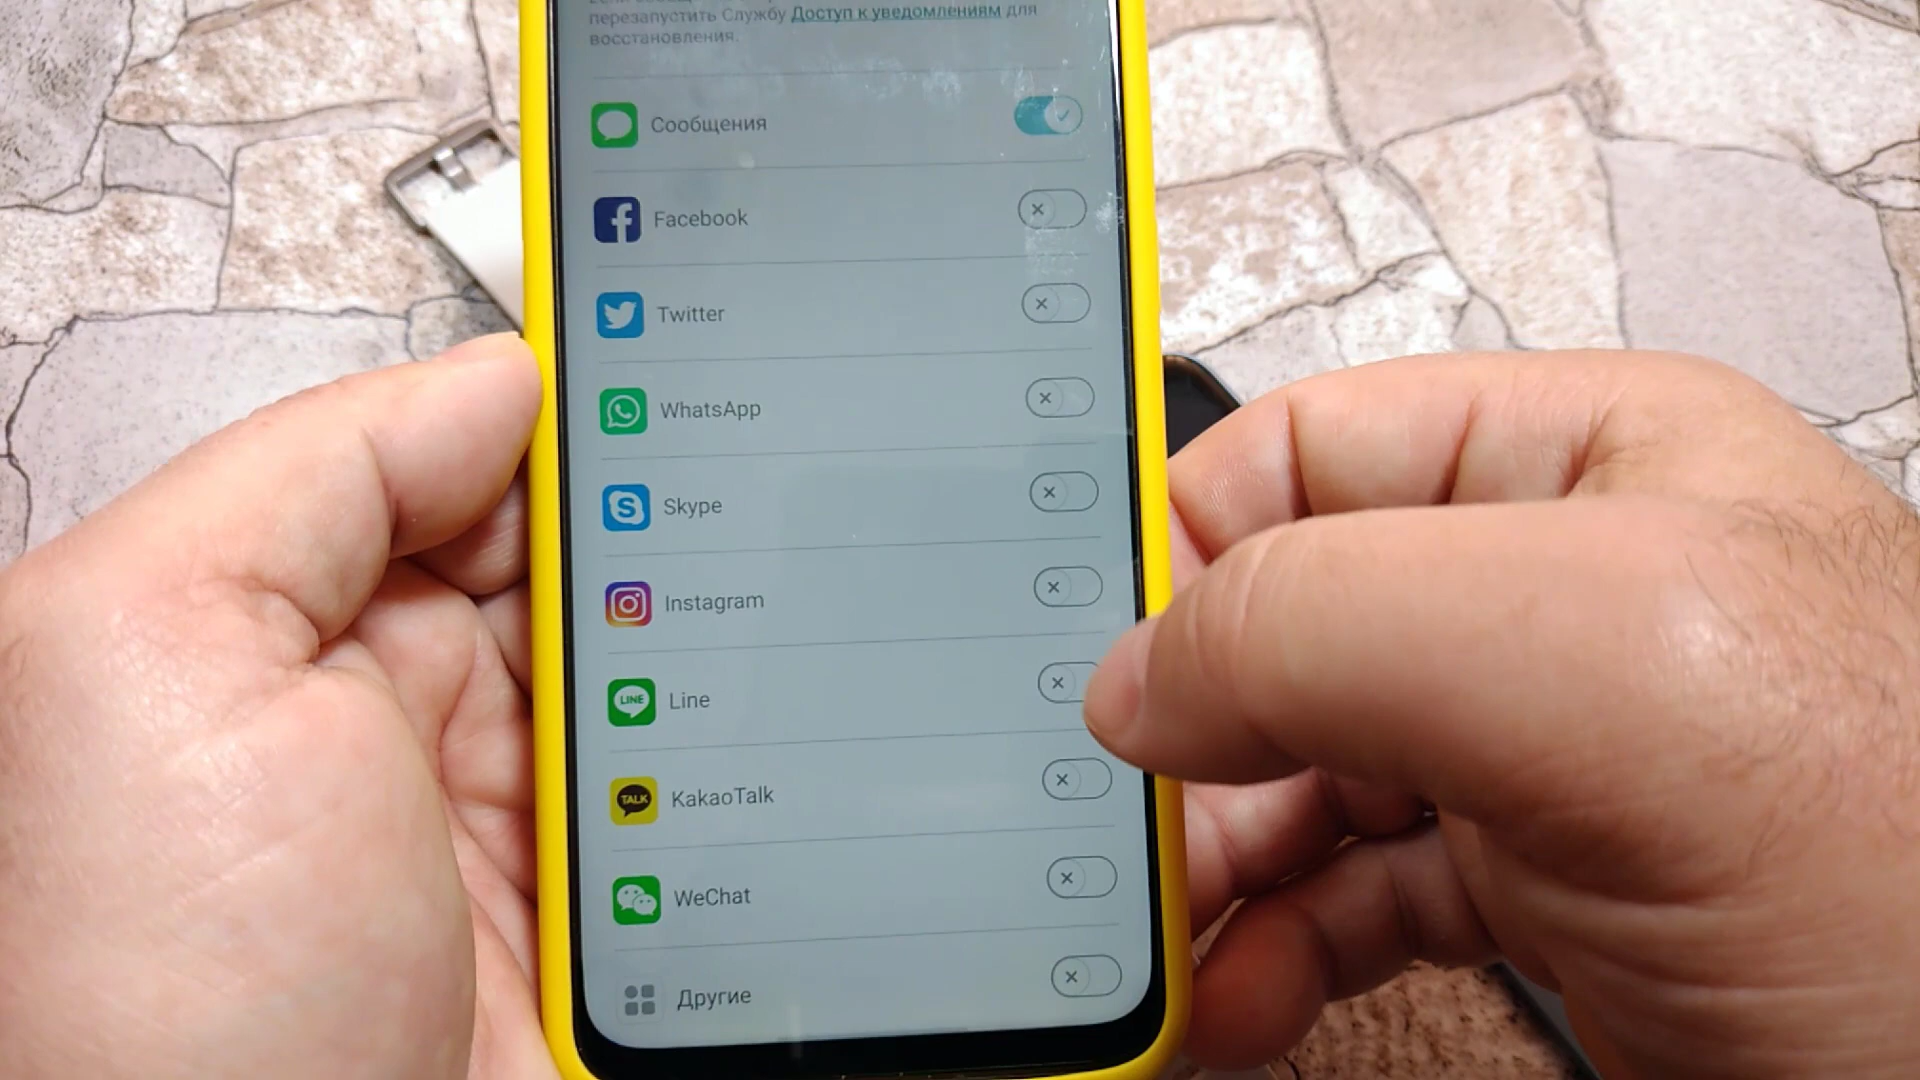 перезапустить Службу Доступ к уведомлениям для
восстановления.
Сообщения
Facebook
Twitter
WhatsApp
Skype
Instagram
LINE
Line
TALK
KakaoTalk
WeChat
Другие